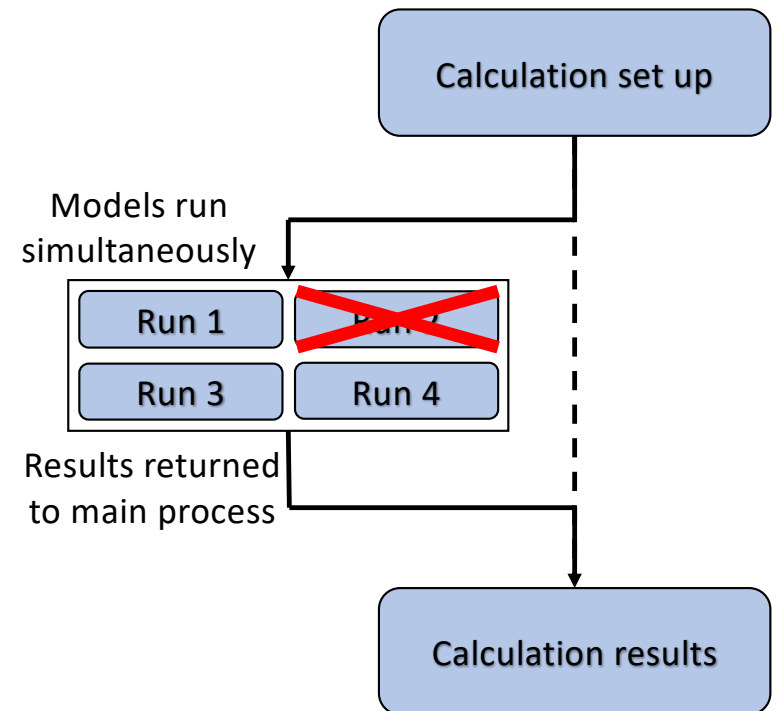 Calculation set up
Models run
simultaneously
Run 1
Run 3
Run 4
Results returned
to main process
Calculation results